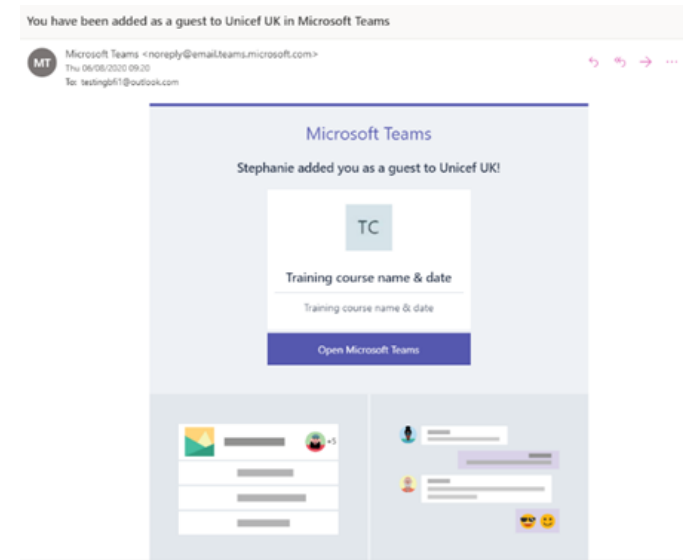 You have been added as a guest to Unicef UK in Microsoft Teams
MT
Microsoft Teams <noreply@email.teams.microsoft.com>
Thu 06/08/2020 09:20
To: testingbfi1@outlook.com
Microsoft Teams
Stephanie added you as a guest to Unicef UK!
TC
Training course name & date
Training course name & date
Open Microsoft Teams
+5